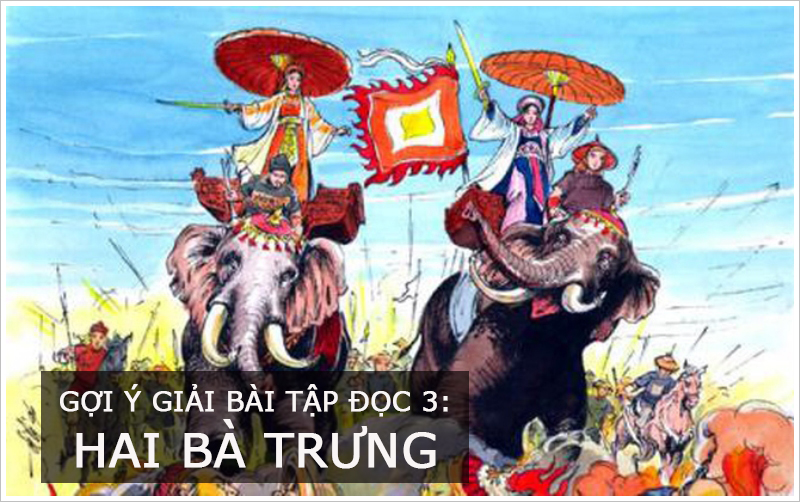 GỢI Ý GIẢI BÀI TẬP ĐỌC 3:
HAI BÀ TRƯNG